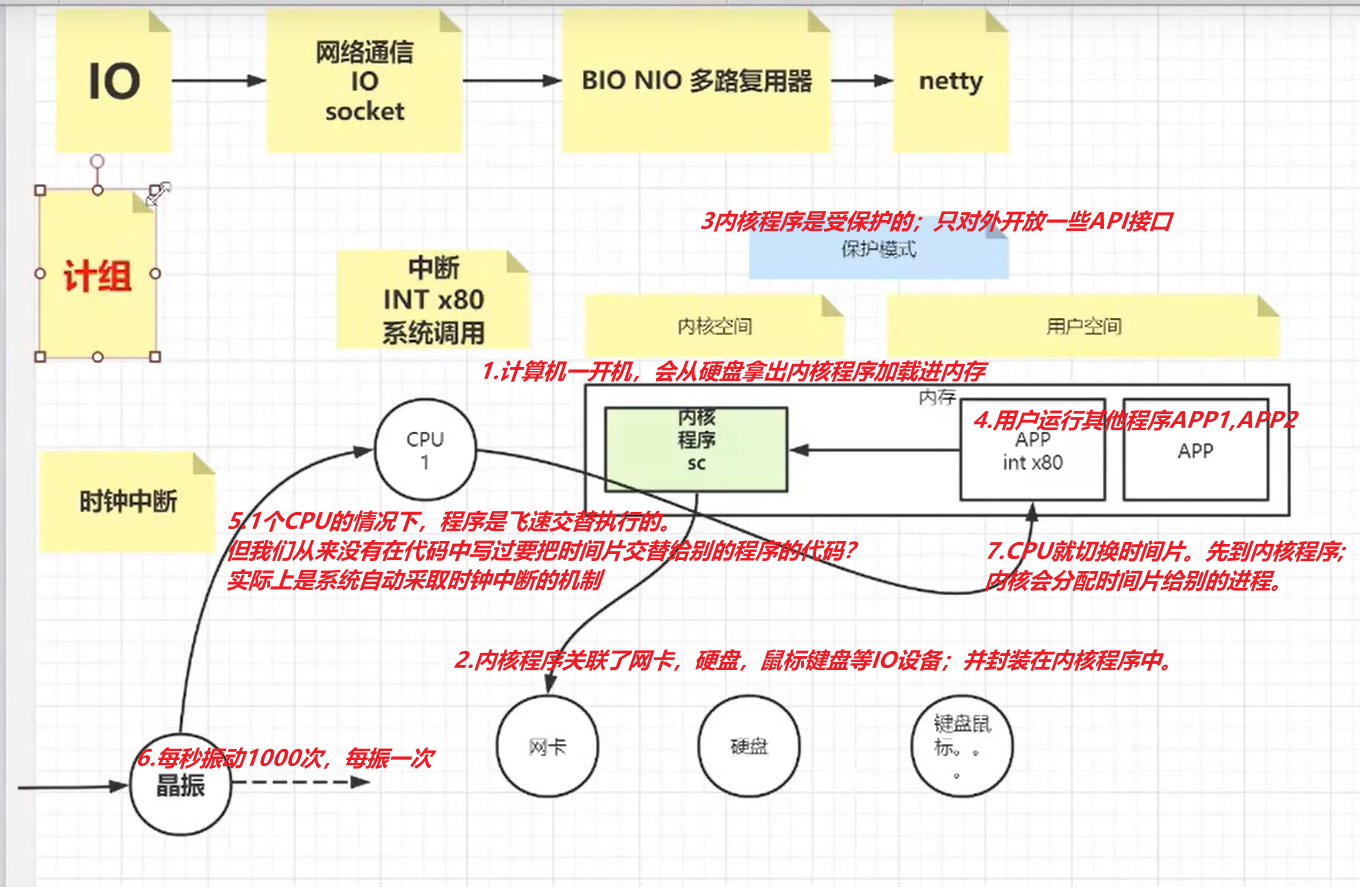 IO
网络通信
IO
socket
BIO NIO 多路复用器
netty
计组
3内核程序是受保护的；只对外开放一些API接口
保护模式
中断
INT x80
系统调用
内核空间
用户空间
1.计算机一开机，会从硬盘拿出内核程序加载进内存
内存
内核
程序
sc
4.用户运行其他程序APP1,APP2
APP
int x80
APP
CPU
1
时钟中断
5.1个CPU的情况下，程序是飞速交替执行的。
但我们从来没有在代码中写过要把时间片交替给别的程序的代码？
实际上是系统自动采取时钟中断的机制
7.CPU就切换时间片。先到内核程序;
内核会分配时间片给别的进程。
2.内核程序关联了网卡，硬盘，鼠标键盘等IO设备；并封装在内核程序中。
6.每秒振动1000次，每振一次
晶振
网卡
硬盘
键盘鼠
标。。
。